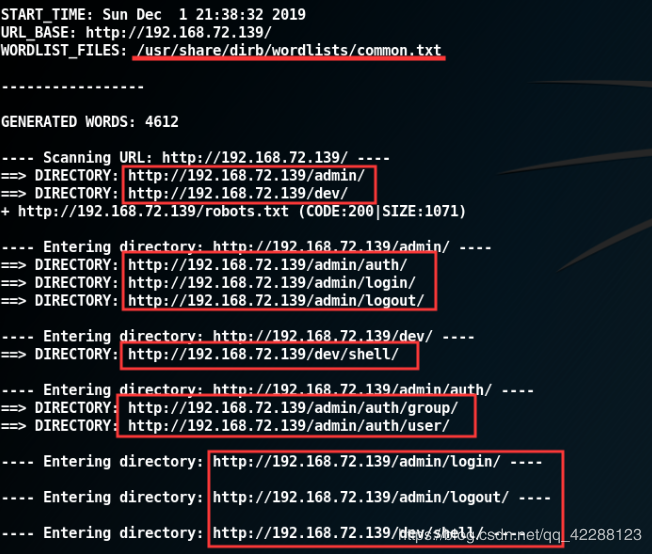 START_TIME: Sun Dec  1 21:38:32 2019
URL_BASE: http://192.168.72.139/
WORDLIST_FILES: /usr/share/dirb/wordlists/common.txt
-----------------
GENERATED WORDS: 4612
---- Scanning URL: http://192.168.72.139/ ----
==> DIRECTORY: http://192.168.72.139/admin/
==> DIRECTORY: http://192.168.72.139/dev/
+ http://192.168.72.139/robots.txt (CODE:200|SIZE:1071)
---- Entering directory: http://192.168.72.139/admin/ ----
==> DIRECTORY: http://192.168.72.139/admin/auth/
==> DIRECTORY: http://192.168.72.139/admin/login/
==> DIRECTORY: http://192.168.72.139/admin/logout/
---- Entering directory: http://192.168.72.139/dev/ ----
==> DIRECTORY: http://192.168.72.139/dev/shell/
---- Entering directory: http://192.168.72.139/admin/auth/ ----
==> DIRECTORY: http://192.168.72.139/admin/auth/group/
==> DIRECTORY: http://192.168.72.139/admin/auth/user/
---- Entering directory: http://192.168.72.139/admin/login/ ----
---- Entering directory: http://192.168.72.139/admin/logout/ ----
---- Entering directory: http://192.168.72.139/dev/shell/ ----
https://blog.csdn.net/qq_42288123